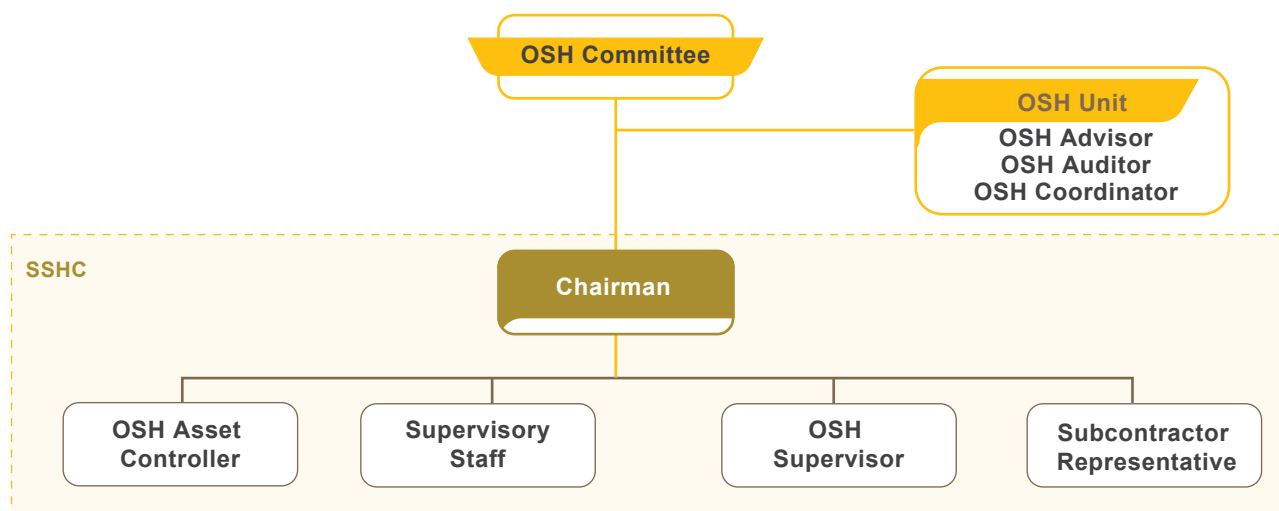 OSH Committee
OSH Unit
OSH Advisor
OSH Auditor
OSH Coordinator
SSHC
Chairman
OSH Asset
Controller
Supervisory
Staff
OSH
Supervisor
Subcontractor
Representative